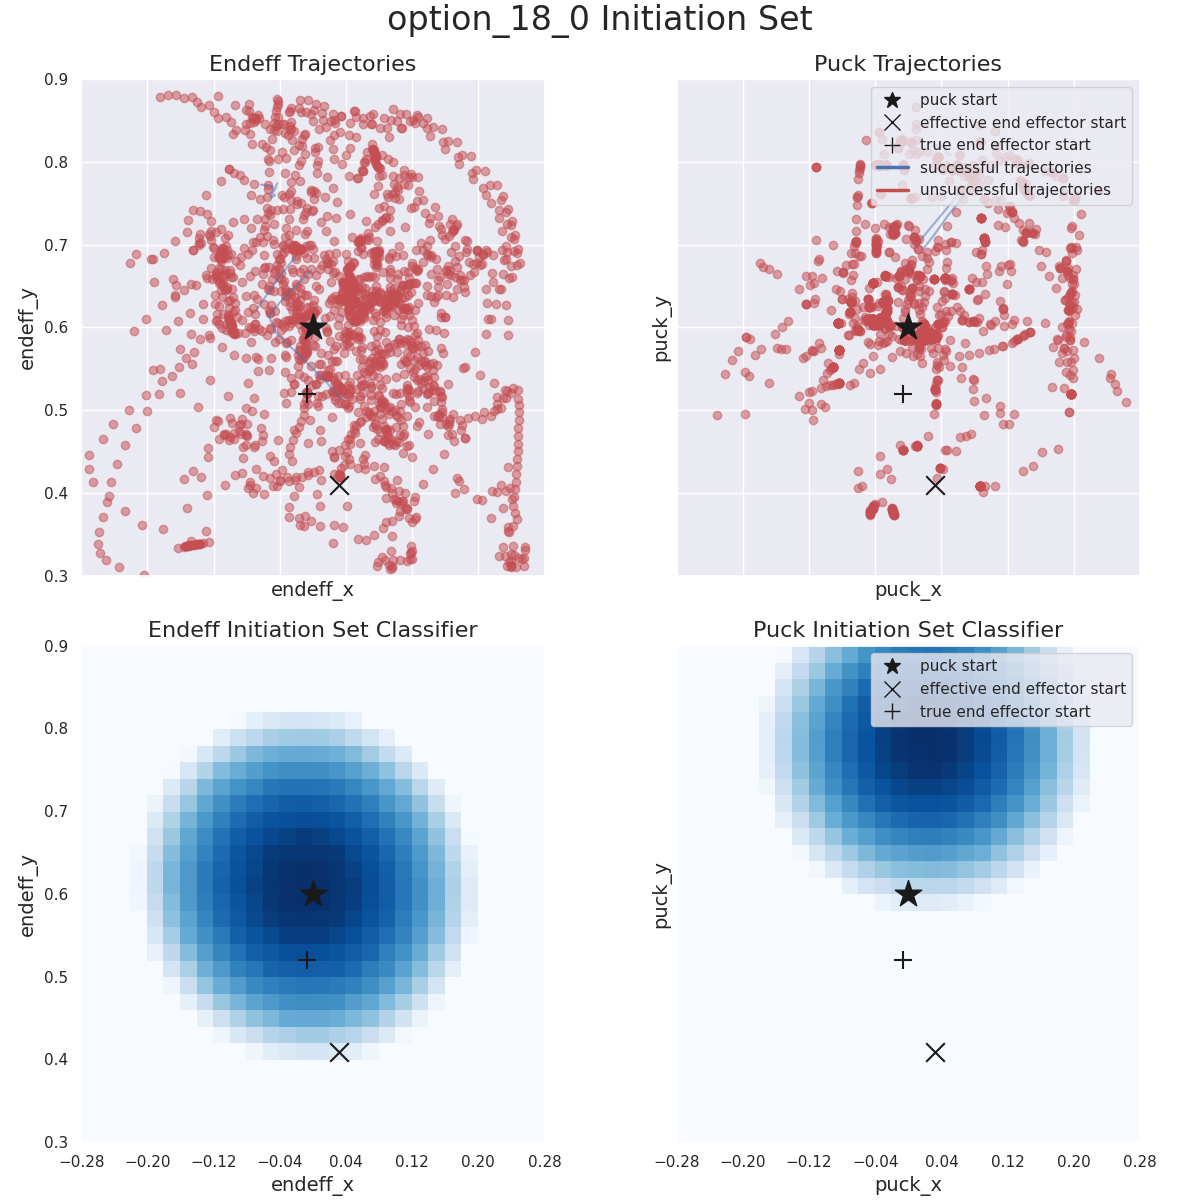 option_18_0 Initiation Set
Endeff Trajectories
0.9
0.8
0.7
0.6
0.5
0.4
0.3
endeff_y
endeff_x
Puck Trajectories
puck start
effective end effector start
true end effector start
successful trajectories
unsuccessful trajectories
puck_y
puck_x
Endeff Initiation Set Classifier
0.9
0.8
0.7
0.6
0.5
0.4
0.3
endeff_y
−0.28 −0.20 −0.12 −0.04 0.04 0.12 0.20 0.28
endeff_x
Puck Initiation Set Classifier
puck start
effective end effector start
true end effector start
puck_y
−0.28 −0.20 −0.12 −0.04 0.04 0.12 0.20 0.28
puck_x